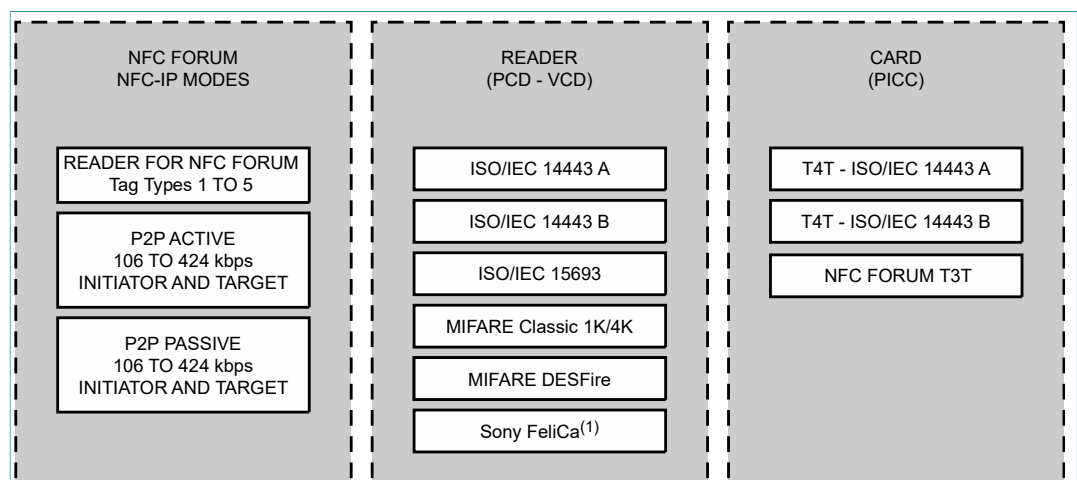 NFC FORUM
NFC-IP MODES
READER FOR NFC FORUM
Tag Types 1 TO 5
P2P ACTIVE
106 TO 424 kbps
INITIATOR AND TARGET
P2P PASSIVE
106 TO 424 kbps
INITIATOR AND TARGET
READER
(PCD - VCD)
ISO/IEC 14443 A
ISO/IEC 14443 B
ISO/IEC 15693
MIFARE Classic 1K/4K
MIFARE DESFire
Sony FeliCa(1)
CARD
(PICC)
T4T - ISO/IEC 14443 A
T4T - ISO/IEC 14443 B
NFC FORUM T3T